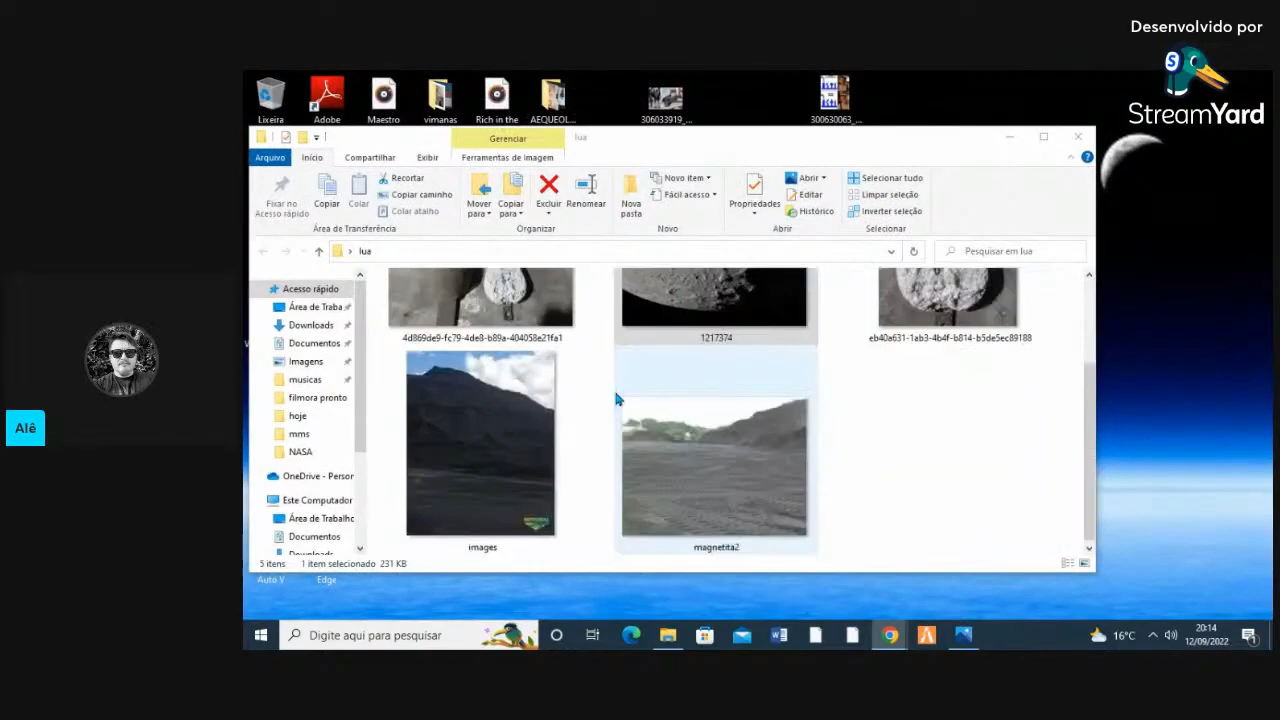 Desenvolvido por
StreamYard
Lixeira
Adobe
Maestro
vimanas
Rich in the
AEQUEOL...
306033919_...
300630063_...
Gerenciar
lua
Arquivo
Início
Compartilhar
Exibir
Ferramentas de Imagem
Fixar no
Acesso rápido
Copiar
Colar
Recortar
Copiar caminho
Colar atalho
Mover
para
Copiar
para
Excluir
Renomear
Nova
pasta
Novo item
Fácil acesso
Propriedades
Abrir
Editar
Histórico
Selecionar tudo
Limpar seleção
Inverter seleção
Área de Transferência
Organizar
Novo
Abrir
Selecionar
lua
Pesquisar em lua
Acesso rápido
Área de Traba
Downloads
Documentos
Imagens
musicas
filmora pronto
hoje
mms
NASA
OneDrive - Persor
Este Computador
Área de Trabalho
Documentos
4d869de9-fc79-4de8-b89a-404058e21fa1
1217374
eb40a631-1ab3-4b4f-b814-b5de5ec89188
images
magnetita2
5 itens
1 item selecionado 231 KB
Auto V
Edge
Alê
Digite aqui para pesquisar
16°C
20:14
12/09/2022